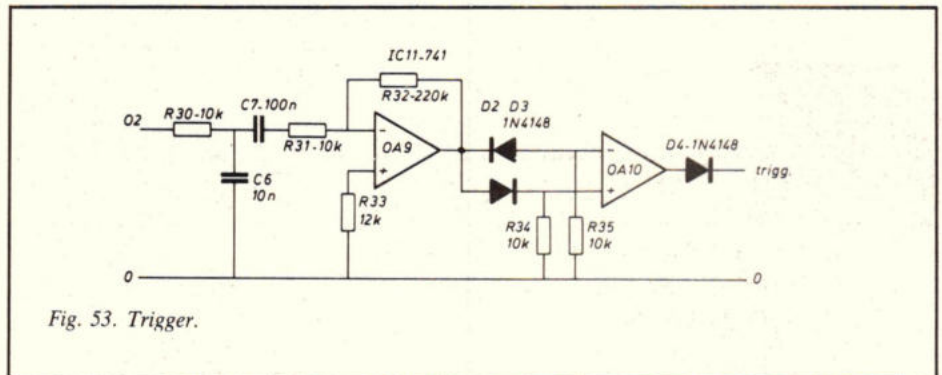 IC11-741
R32-220k
C7-100n
R30-10k
O2
R31-10k
D2 D3
1N4148
D4-1N4148
-
OA9
+
-
OA10
+
trigg.
C6
10n
R33
12k
R34
10k
R35
10k
0
0
Fig. 53. Trigger.